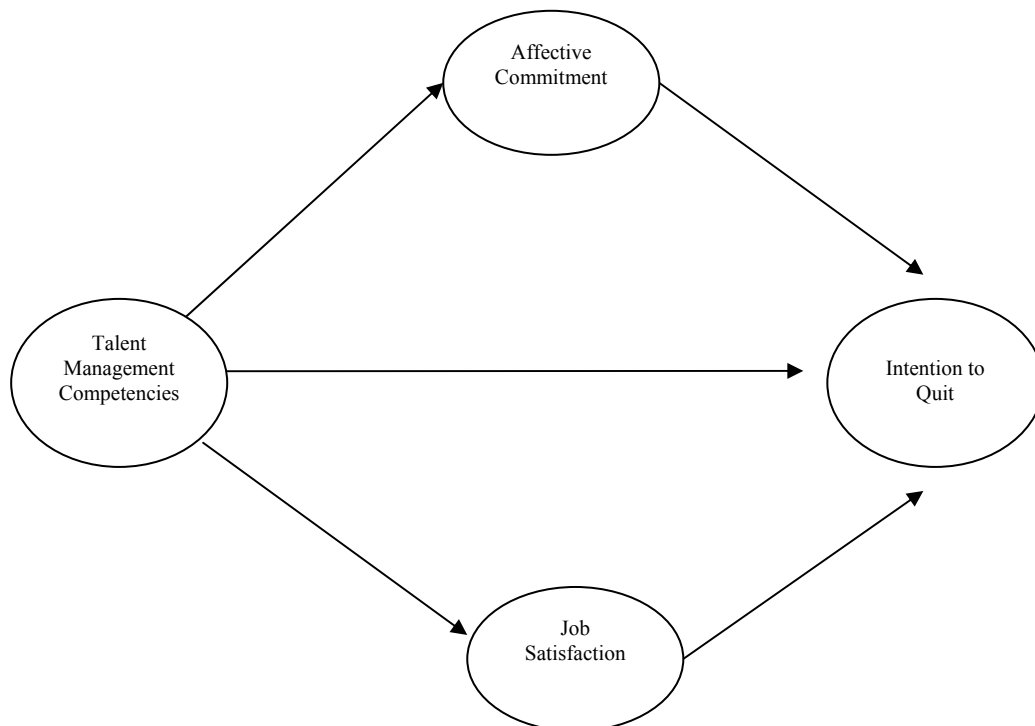 Affective
Commitment
Talent
Management
Competencies
Intention to
Quit
Job
Satisfaction